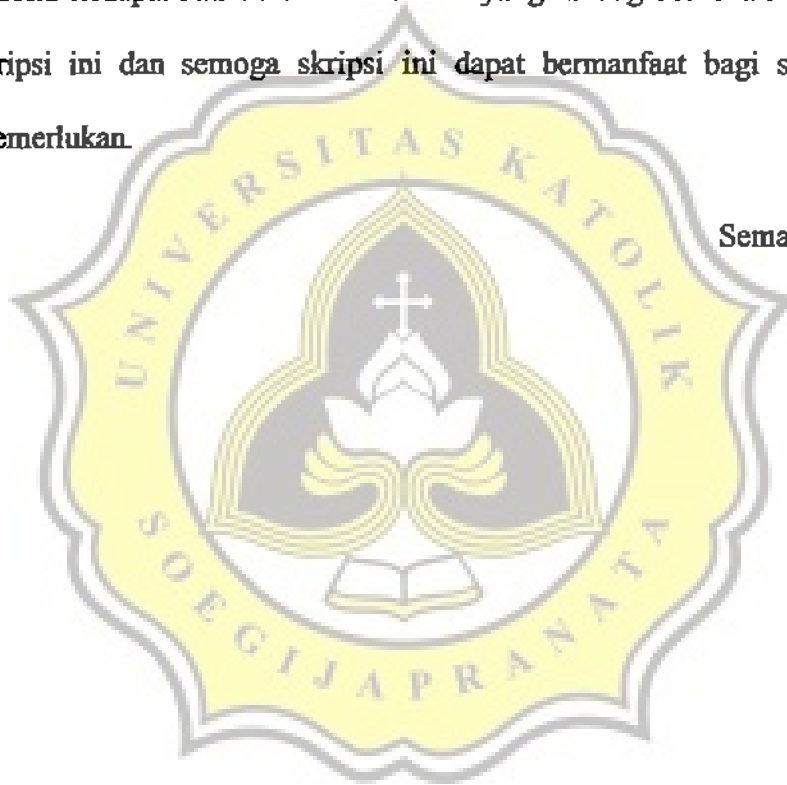 ripsi ini dan semoga skripsi ini dapat bermanfaat bagi s
emerlukan.
Sema
UNIVERSITAS KATOLIK
SOEGIJAPRANATA